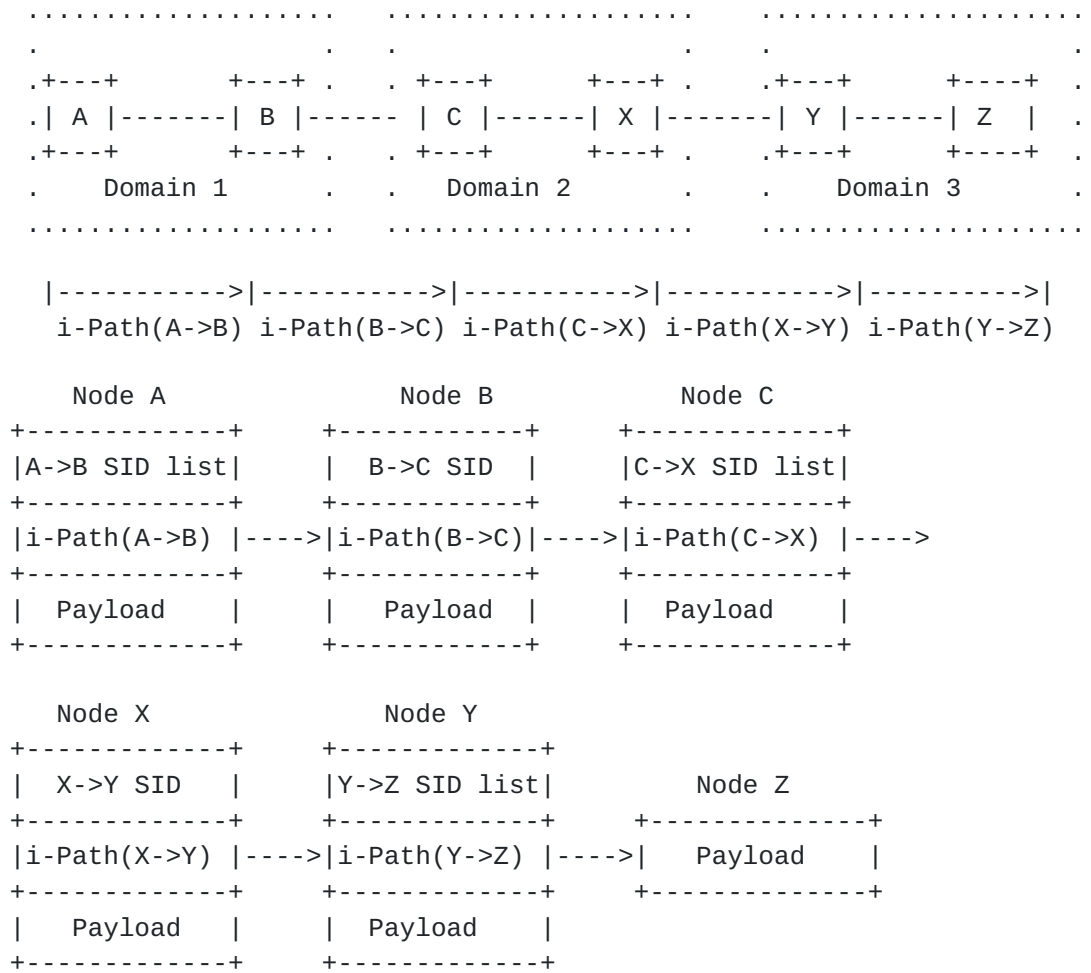 ....................   ....................    .....................
.                   .   .                   .    .                   .
.+---+       +---+ .   . +---+      +---+ .    .+---+      +----+  .
.| A |-------| B |------ | C |------| X |-------| Y |------| Z  |  .
.+---+       +---+ .   . +---+      +---+ .    .+---+      +----+  .
.    Domain 1      .   .   Domain 2       .    .    Domain 3       .
....................   ....................    .....................
|----------->|----------->|----------->|----------->|---------->|
i-Path(A->B) i-Path(B->C) i-Path(C->X) i-Path(X->Y) i-Path(Y->Z)
    Node A               Node B            Node C
+-------------+     +------------+     +-------------+
|A->B SID list|     |  B->C SID  |     |C->X SID list|
+-------------+     +------------+     +-------------+
|i-Path(A->B) |---->|i-Path(B->C)|---->|i-Path(C->X) |---->
+-------------+     +------------+     +-------------+
|  Payload    |     |   Payload  |     |  Payload    |
+-------------+     +------------+     +-------------+
   Node X               Node Y
+-------------+     +-------------+
|  X->Y SID   |     |Y->Z SID list|         Node Z
+-------------+     +-------------+     +--------------+
|i-Path(X->Y) |---->|i-Path(Y->Z) |---->|   Payload    |
+-------------+     +-------------+     +--------------+
|   Payload   |     |  Payload    |
+-------------+     +-------------+